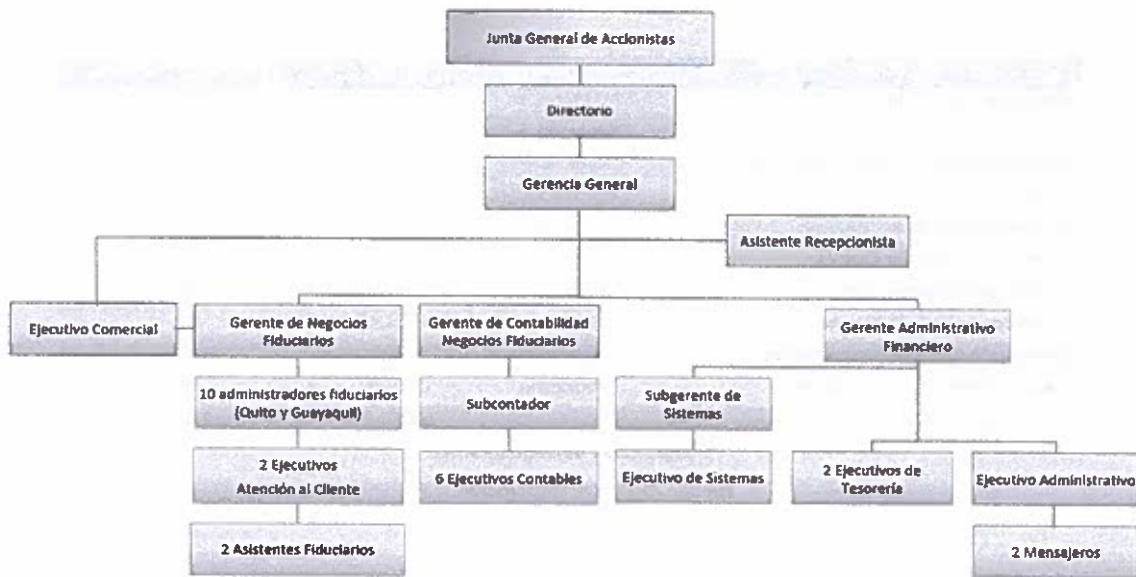 Junta General de Accionistas
Directorio
Gerencia General
Asistente Recepcionista
Ejecutivo Comercial
Gerente de Negocios
Fiduciarios
Gerente de Contabilidad
Negocios Fiduciarios
Gerente Administrativo
Financiero
10 administradores fiduciarios
(Quito y Guayaquil)
Subcontador
Subgerente de
Sistemas
2 Ejecutivos
Atención al Cliente
6 Ejecutivos Contables
Ejecutivo de Sistemas
2 Ejecutivos de
Tesorería
Ejecutivo Administrativo
2 Asistentes Fiduciarios
2 Mensajeros